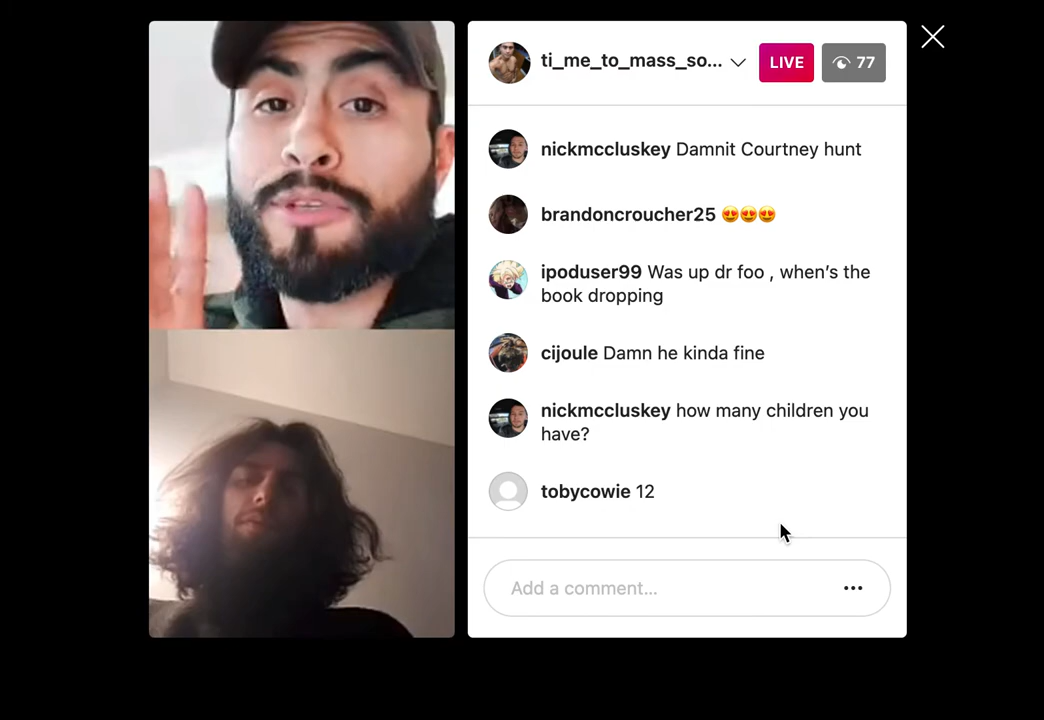 ti_me_to_mass_so... LIVE 77
nickmccluskey Damnit Courtney hunt
brandoncroucher25 😍😍😍
ipoduser99 Was up dr foo , when's the
book dropping
cijoule Damn he kinda fine
nickmccluskey how many children you
have?
tobycowie 12
Add a comment... •••